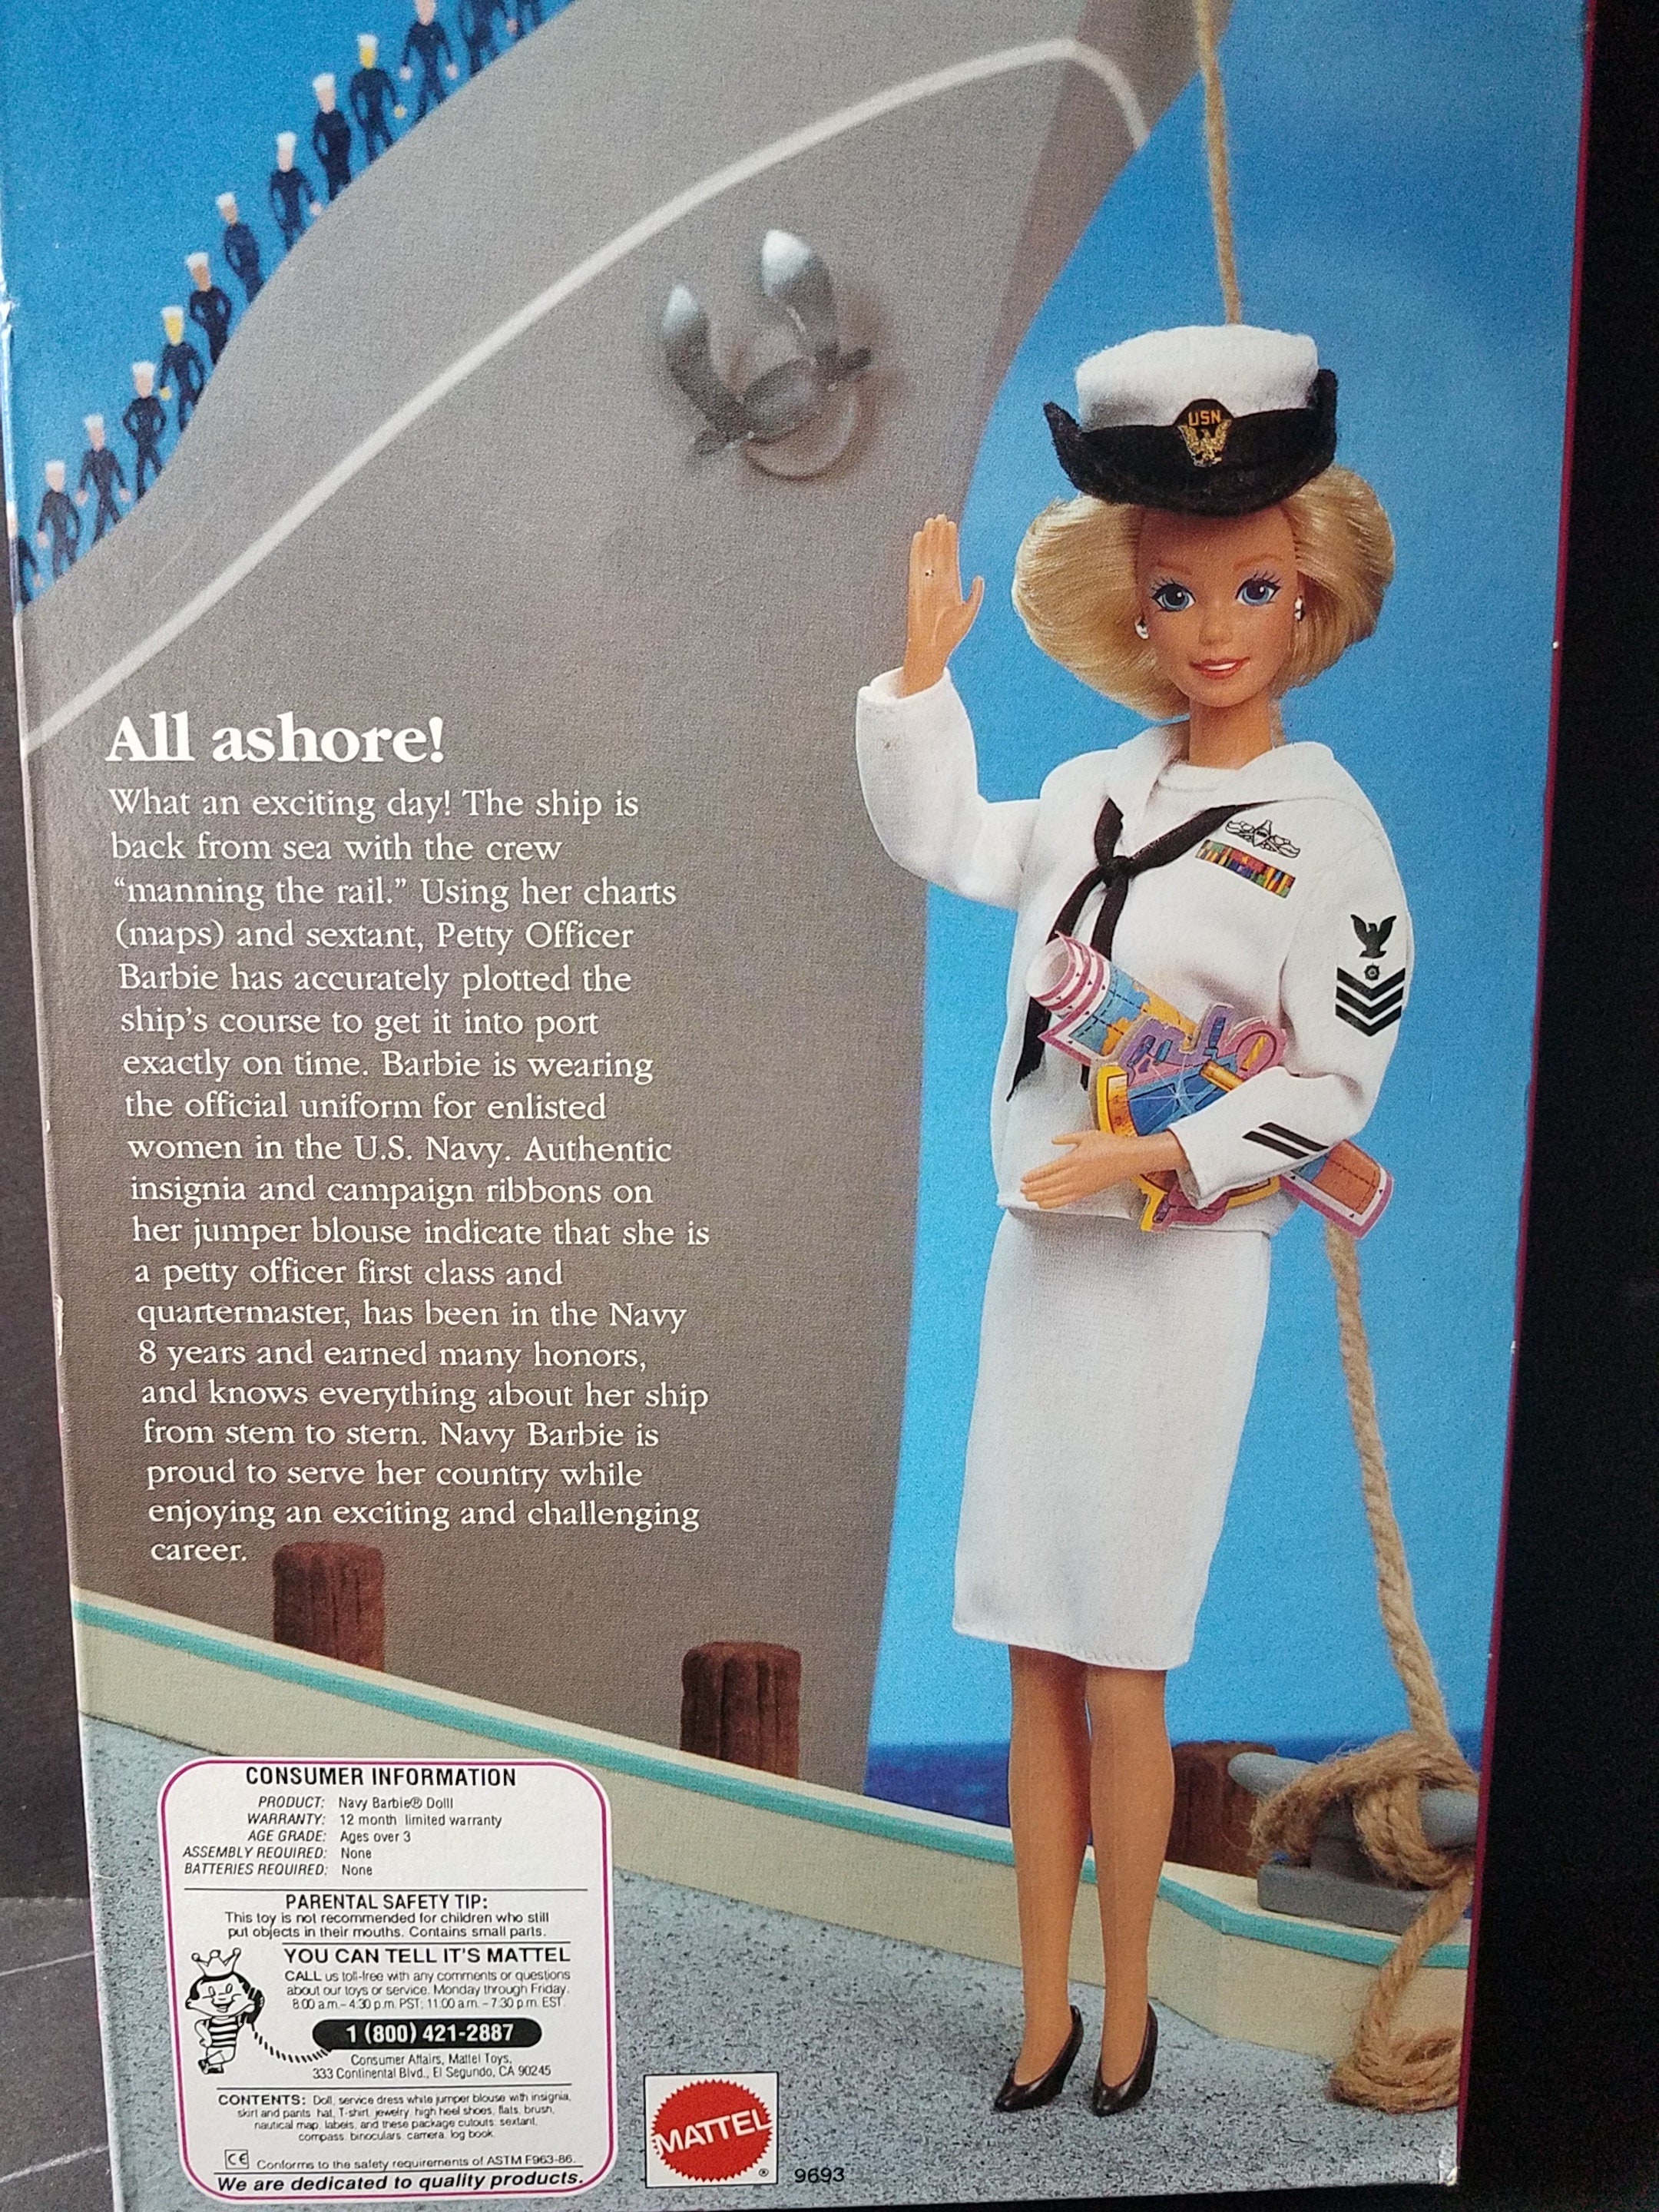 USN
All ashore!
What an exciting day! The ship is
back from sea with the crew
“manning the rail.” Using her charts
(maps) and sextant, Petty Officer
Barbie has accurately plotted the
ship's course to get it into port
exactly on time. Barbie is wearing
the official uniform for enlisted
women in the U.S. Navy. Authentic
insignia and campaign ribbons on
her jumper blouse indicate that she is
a petty officer first class and
quartermaster, has been in the Navy
8 years and earned many honors,
and knows everything about her ship
from stem to stern. Navy Barbie is
proud to serve her country while
enjoying an exciting and challenging
career.
CONSUMER INFORMATION
PRODUCT: Navy Barbie® Dolll
WARRANTY: 12 month limited warranty
AGE GRADE: Ages over 3
ASSEMBLY REQUIRED: None
BATTERIES REQUIRED: None
PARENTAL SAFETY TIP:
This toy is not recommended for children who still
put objects in their mouths. Contains small parts.
YOU CAN TELL IT'S MATTEL
CALL us toll-free with any comments or questions
about our toys or service. Monday through Friday.
8:00 a.m.-4:30 p.m. PST; 11:00 a.m.-7:30 p.m. EST.
1 (800) 421-2887
Consumer Affairs, Mattel Toys,
333 Continental Blvd., El Segundo, CA 90245
CONTENTS: Doll, service dress white jumper blouse with insignia,
skirt and pants, hat, T-shirt, jewelry, high heel shoes, flats, brush,
nautical map, labels, and these package cutouts: sextant,
compass, binoculars, camera, log book.
CE Conforms to the safety requirements of ASTM F963-86.
We are dedicated to quality products.
MATTEL
®
9693